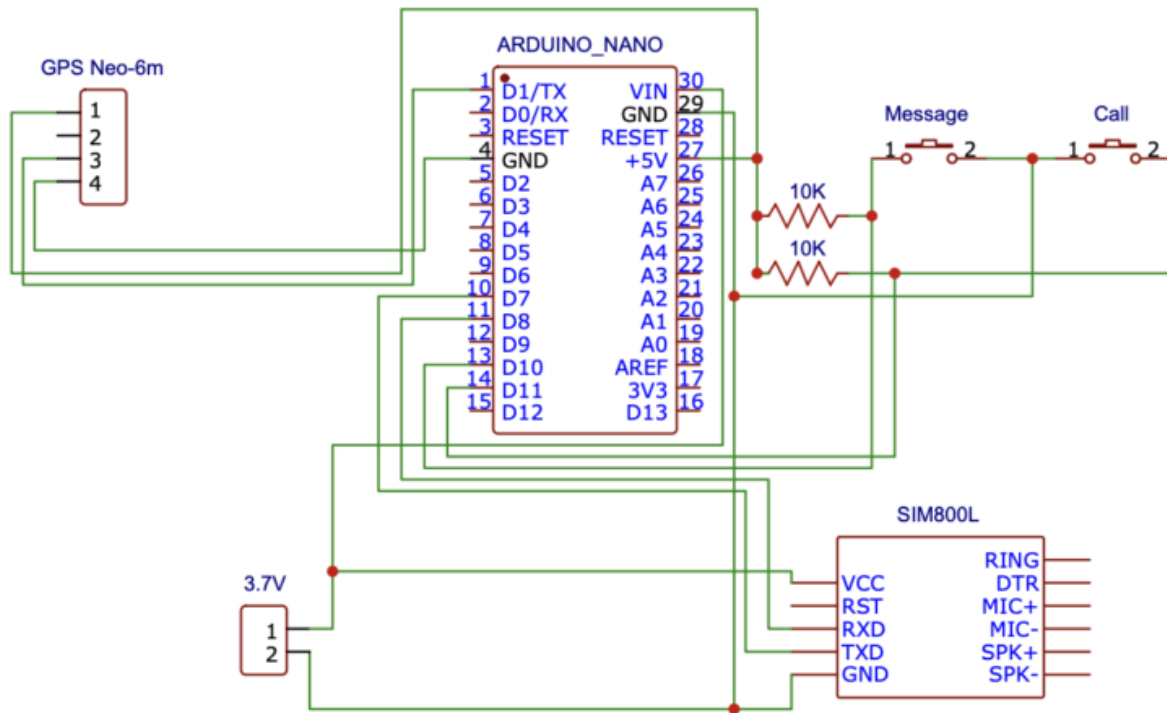 ARDUINO_NANO
GPS Neo-6m
1
2
3
4
1 D1/TX VIN 30
2 D0/RX GND 29
3 RESET RESET 28
4 GND +5V 27
5 D2 A7 26
6 D3 A6 25
7 D4 A5 24
8 D5 A4 23
9 D6 A3 22
10 D7 A2 21
11 D8 A1 20
12 D9 A0 19
13 D10 AREF 18
14 D11 3V3 17
15 D12 D13 16
Message
1 2
Call
1 2
10K
10K
3.7V
1
2
SIM800L
RING
VCC DTR
RST MIC+
RXD MIC-
TXD SPK+
GND SPK-